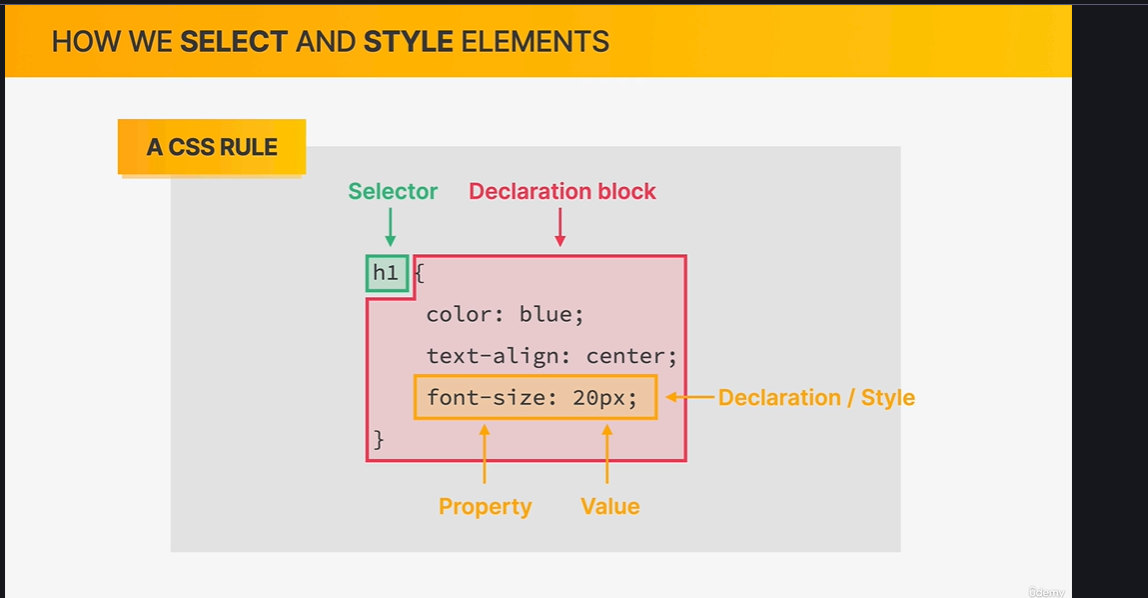 HOW WE SELECT AND STYLE ELEMENTS
A CSS RULE
Selector
Declaration block
h1 {
color: blue;
text-align: center;
font-size: 20px;
Declaration / Style
}
Property
Value
ûdemy